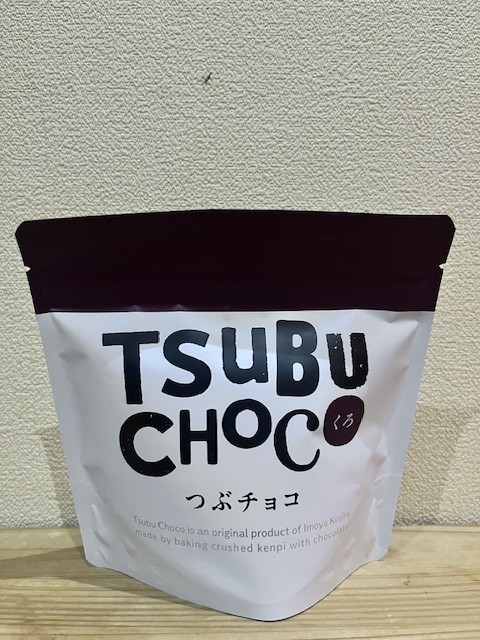 TSUBU
CHOCO
くろ
つぶチョコ
Tsubu Choco is an original product of Imoya Kinjiro,
made by baking crushed kenpi with chocolate.